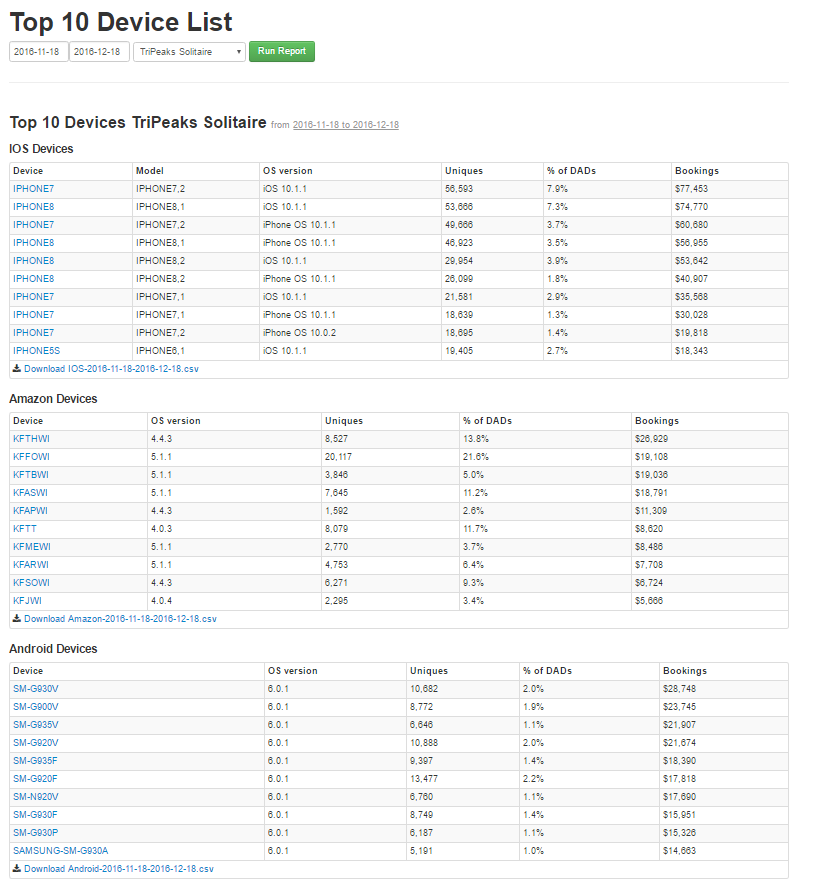 Top 10 Device List
2016-11-18 2016-12-18 TriPeaks Solitaire Run Report
Top 10 Devices TriPeaks Solitaire from 2016-11-18 to 2016-12-18
IOS Devices
Device Model OS version Uniques % of DADs Bookings
IPHONE7 IPHONE7,2 iOS 10.1.1 56,593 7.9% $77,453
IPHONE8 IPHONE8,1 iOS 10.1.1 53,666 7.3% $74,770
IPHONE7 IPHONE7,2 iPhone OS 10.1.1 49,666 3.7% $60,680
IPHONE8 IPHONE8,1 iPhone OS 10.1.1 46,923 3.5% $56,955
IPHONE8 IPHONE8,2 iOS 10.1.1 29,954 3.9% $53,642
IPHONE8 IPHONE8,2 iPhone OS 10.1.1 26,099 1.8% $40,907
IPHONE7 IPHONE7,1 iOS 10.1.1 21,581 2.9% $35,568
IPHONE7 IPHONE7,1 iPhone OS 10.1.1 18,639 1.3% $30,028
IPHONE7 IPHONE7,2 iPhone OS 10.0.2 18,695 1.4% $19,818
IPHONE5S IPHONE6,1 iOS 10.1.1 19,405 2.7% $18,343
Download IOS-2016-11-18-2016-12-18.csv
Amazon Devices
Device OS version Uniques % of DADs Bookings
KFTHWI 4.4.3 8,527 13.8% $26,929
KFFOWI 5.1.1 20,117 21.6% $19,108
KFTBWI 5.1.1 3,846 5.0% $19,036
KFASWI 5.1.1 7,645 11.2% $18,791
KFAPWI 4.4.3 1,592 2.6% $11,309
KFTT 4.0.3 8,079 11.7% $8,620
KFMEWI 5.1.1 2,770 3.7% $8,486
KFARWI 5.1.1 4,753 6.4% $7,708
KFSOWI 4.4.3 6,271 9.3% $6,724
KFJWI 4.0.4 2,295 3.4% $5,666
Download Amazon-2016-11-18-2016-12-18.csv
Android Devices
Device OS version Uniques % of DADs Bookings
SM-G930V 6.0.1 10,682 2.0% $28,748
SM-G900V 6.0.1 8,772 1.9% $23,745
SM-G935V 6.0.1 6,646 1.1% $21,907
SM-G920V 6.0.1 10,888 2.0% $21,674
SM-G935F 6.0.1 9,397 1.4% $18,390
SM-G920F 6.0.1 13,477 2.2% $17,818
SM-N920V 6.0.1 6,760 1.1% $17,690
SM-G930F 6.0.1 8,749 1.4% $15,951
SM-G930P 6.0.1 6,187 1.1% $15,326
SAMSUNG-SM-G930A 6.0.1 5,191 1.0% $14,663
Download Android-2016-11-18-2016-12-18.csv